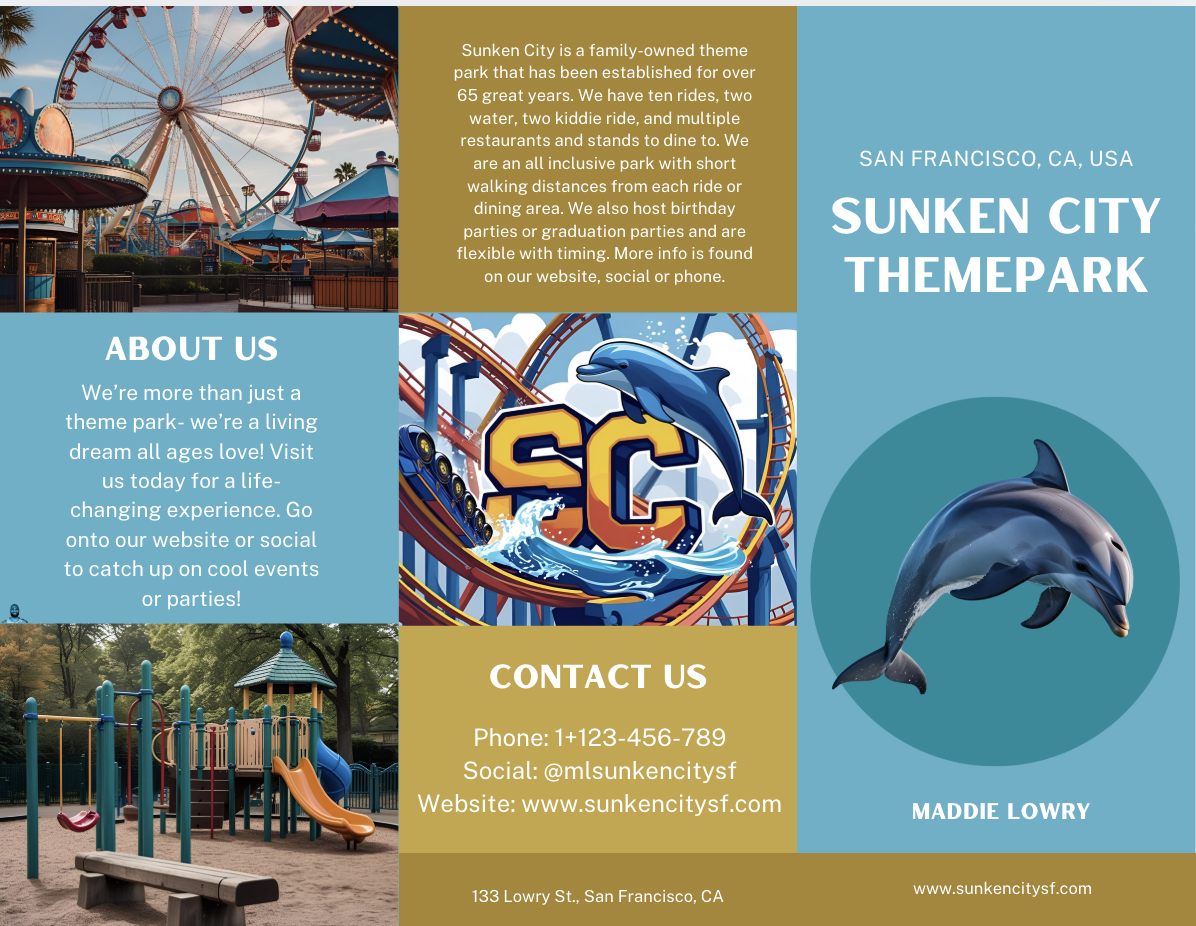 SUNKEN CITY
ABOUT US
We’re more than just a
theme park- we’re a living
dream all ages love! Visit
us today for a life-
changing experience. Go
onto our website or social
to catch up on cool events
or parties!
Sunken City is a family-owned theme
park that has been established for over
65 great years. We have ten rides, two
water, two kiddie ride, and multiple
restaurants and stands to dine to. We
are an all inclusive park with short
walking distances from each ride or
dining area. We also host birthday
parties or graduation parties and are
flexible with timing. More info is found
on our website, social or phone.
SC
CONTACT US
Phone: 1+123-456-789
Social: @mlsunkencitysf
Website: www.sunkencitysf.com
133 Lowry St., San Francisco, CA
SAN FRANCISCO, CA, USA
SUNKEN CITY
THEMEPARK
MADDIE LOWRY
www.sunkencitysf.com